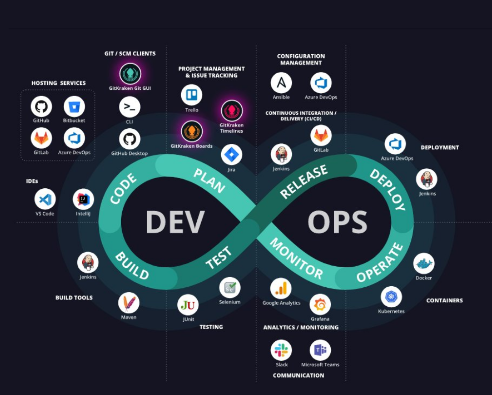 GIT / SCM CLIENTS
GitKraken Git GUI
CLI
GitHub Desktop
HOSTING SERVICES
GitHub
Bitbucket
GitLab
Azure DevOps
PROJECT MANAGEMENT
& ISSUE TRACKING
Trello
GitKraken
Timelines
GitKraken Boards
Jira
CONFIGURATION
MANAGEMENT
Ansible
Azure DevOps
CONTINUOUS INTEGRATION /
DELIVERY (CI/CD)
GitLab
Jenkins
Azure DevOps
DEPLOYMENT
Jenkins
IDEs
VS Code
IntelliJ
CODE
PLAN
RELEASE
DEPLOY
DEV
OPS
BUILD
TEST
MONITOR
OPERATE
Jenkins
BUILD TOOLS
Maven
JU
JUnit
Selenium
TESTING
Google Analytics
Grafana
ANALYTICS / MONITORING
Docker
Kubernetes
CONTAINERS
Slack
Microsoft Teams
COMMUNICATION